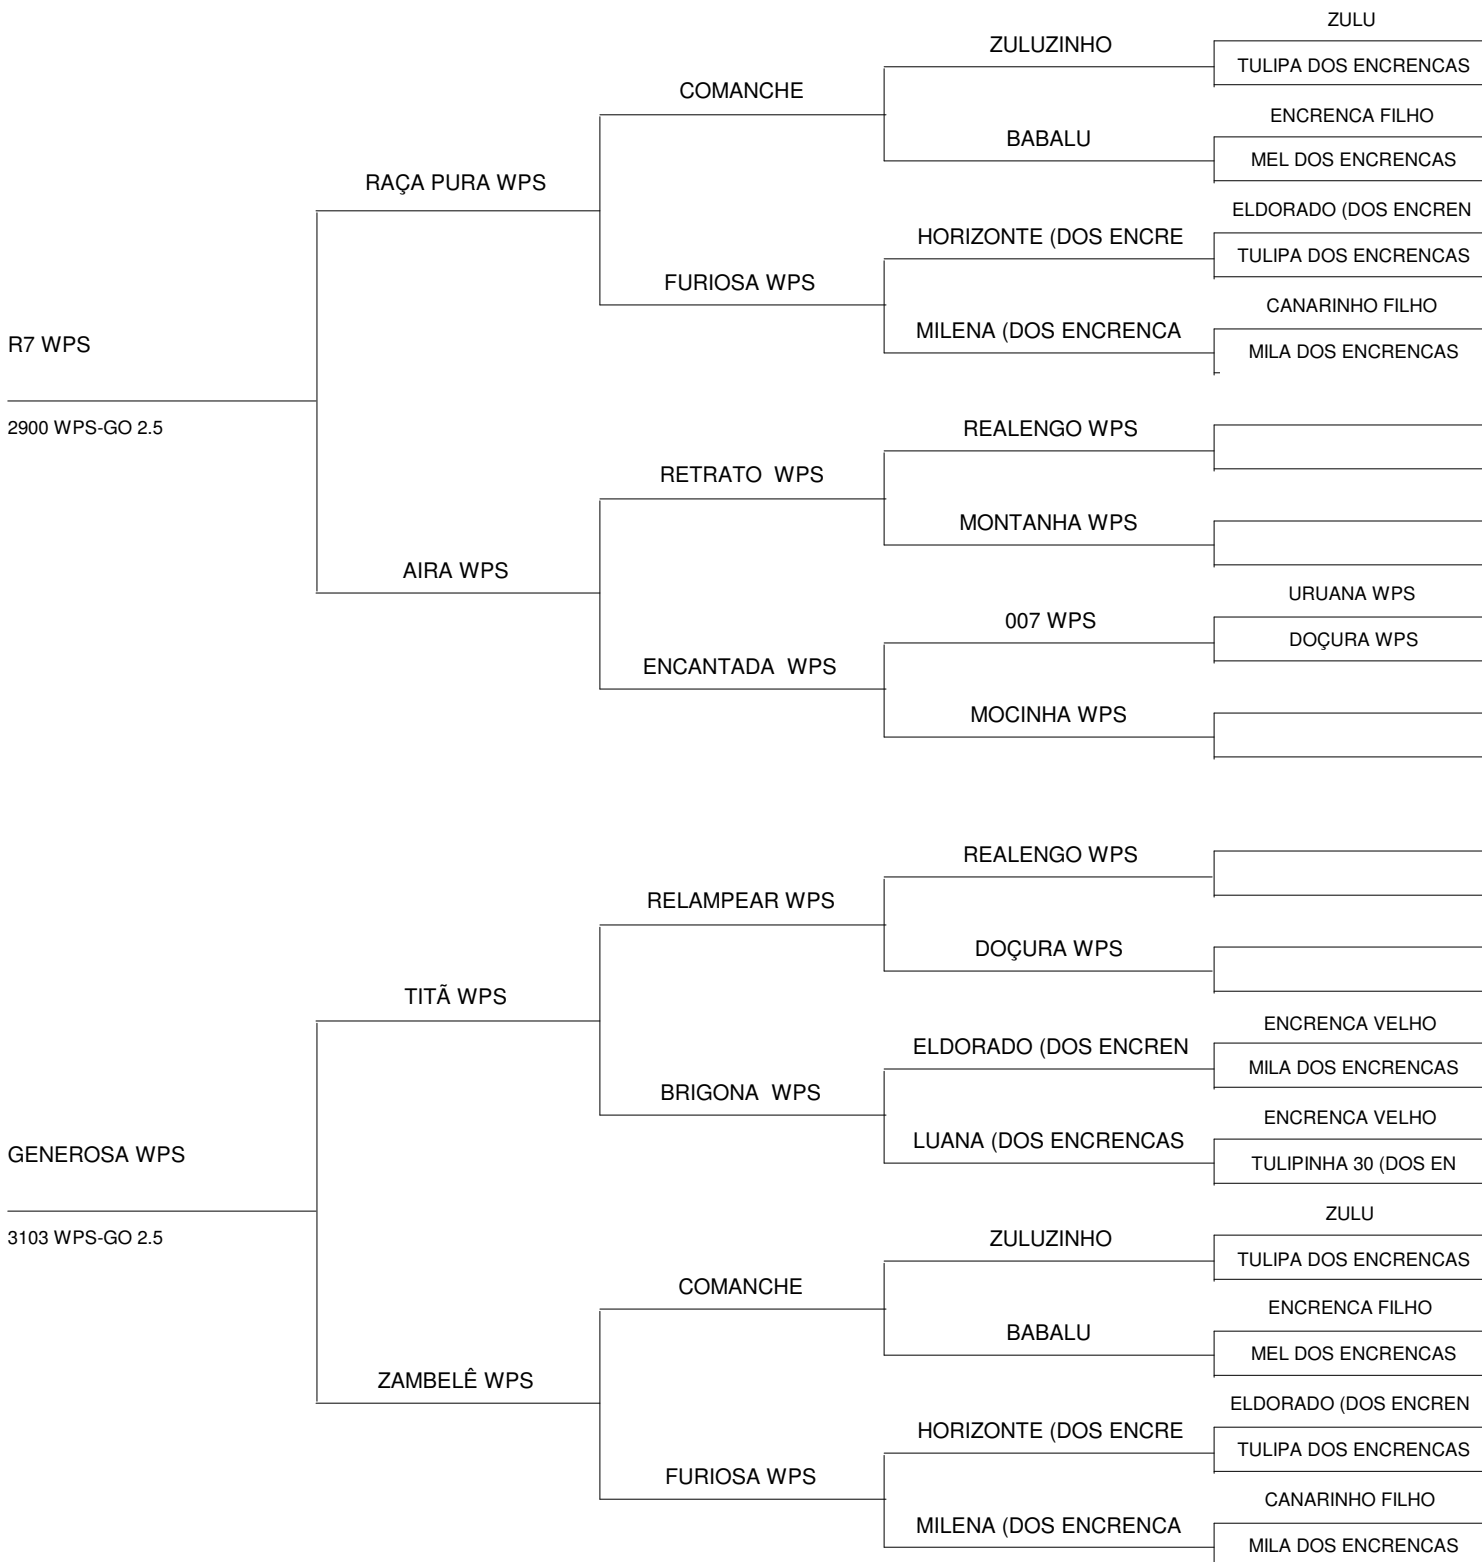 ZULU
ZULUZINHO
TULIPA DOS ENCRENCAS
COMANCHE
ENCRENCA FILHO
BABALU
MEL DOS ENCRENCAS
RAÇA PURA WPS
ELDORADO (DOS ENCREN
HORIZONTE (DOS ENCRE
TULIPA DOS ENCRENCAS
FURIOSA WPS
CANARINHO FILHO
MILENA (DOS ENCRENCA
MILA DOS ENCRENCAS
R7 WPS
2900 WPS-GO 2.5
REALENGO WPS
RETRATO  WPS
MONTANHA WPS
AIRA WPS
URUANA WPS
007 WPS
DOÇURA WPS
ENCANTADA  WPS
MOCINHA WPS
REALENGO WPS
RELAMPEAR WPS
DOÇURA WPS
TITÃ WPS
ENCRENCA VELHO
ELDORADO (DOS ENCREN
MILA DOS ENCRENCAS
BRIGONA  WPS
ENCRENCA VELHO
LUANA (DOS ENCRENCAS
TULIPINHA 30 (DOS EN
GENEROSA WPS
3103 WPS-GO 2.5
ZULU
ZULUZINHO
TULIPA DOS ENCRENCAS
COMANCHE
ENCRENCA FILHO
BABALU
MEL DOS ENCRENCAS
ZAMBELÊ WPS
ELDORADO (DOS ENCREN
HORIZONTE (DOS ENCRE
TULIPA DOS ENCRENCAS
FURIOSA WPS
CANARINHO FILHO
MILENA (DOS ENCRENCA
MILA DOS ENCRENCAS